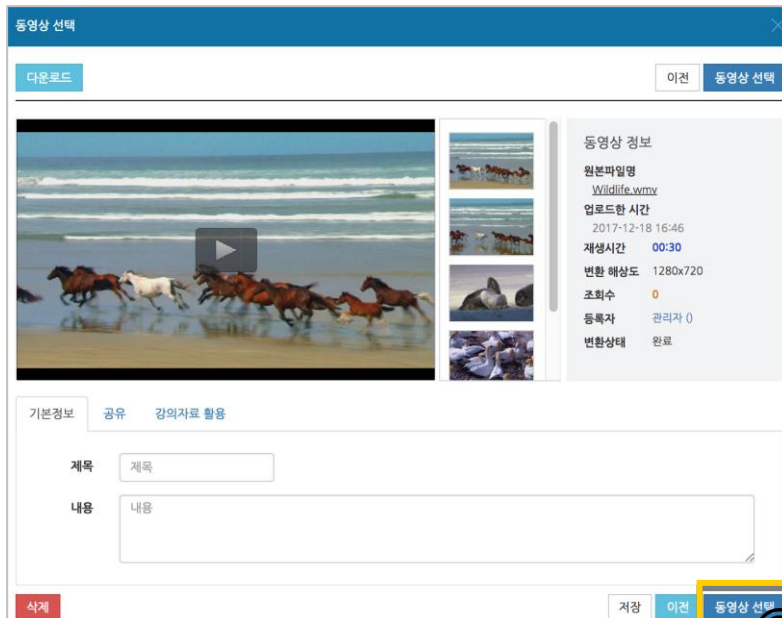 동영상 선택
다운로드 이전 동영상 선택
동영상 정보
원본파일명
Wildlife.wmv
업로드한 시간
2017-12-18 16:46
재생시간 00:30
변환 해상도 1280x720
조회수 0
등록자 관리자 ()
변환상태 완료
기본정보 공유 강의자료 활용
제목 제목
내용 내용
삭제 저장 이전 동영상 선택